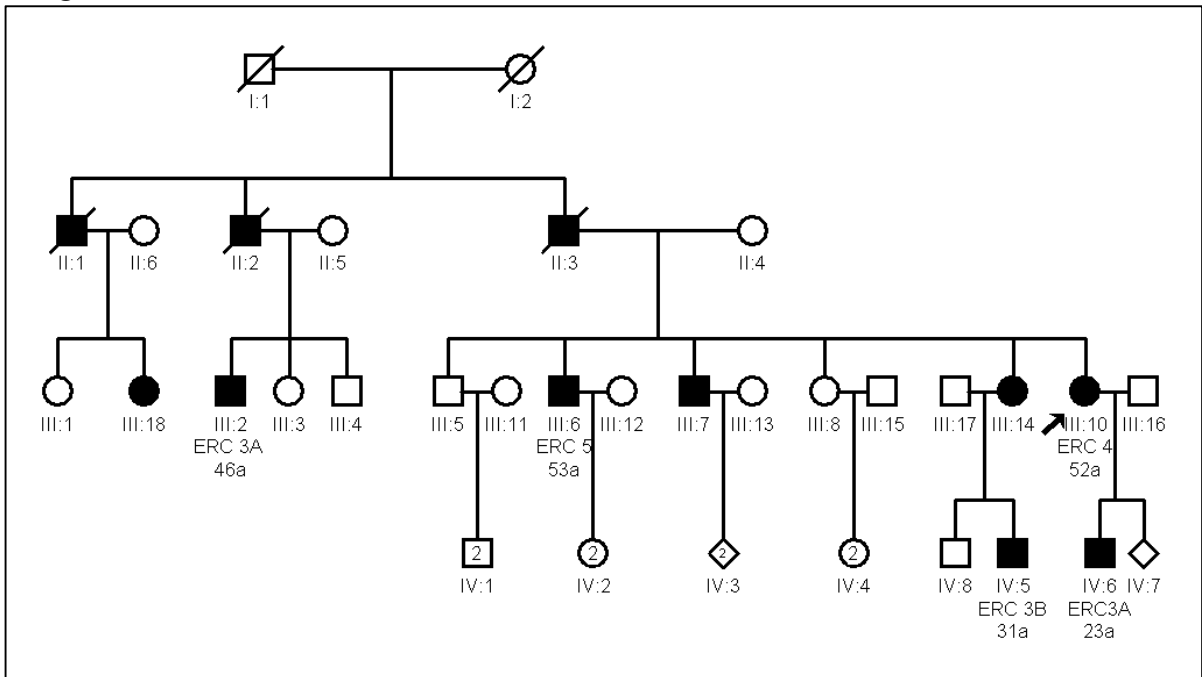 I:1 I:2
II:1 II:6 II:2 II:5 II:3 II:4
III:1 III:18 III:2 III:3 III:4 III:5 III:11 III:6 III:12 III:7 III:13 III:8 III:15 III:17 III:14 III:10 III:16
ERC 3A ERC 5 ERC 4
46a 53a 52a
2 2 2 2
IV:1 IV:2 IV:3 IV:4 IV:8 IV:5 IV:6 IV:7
ERC 3B ERC3A
31a 23a